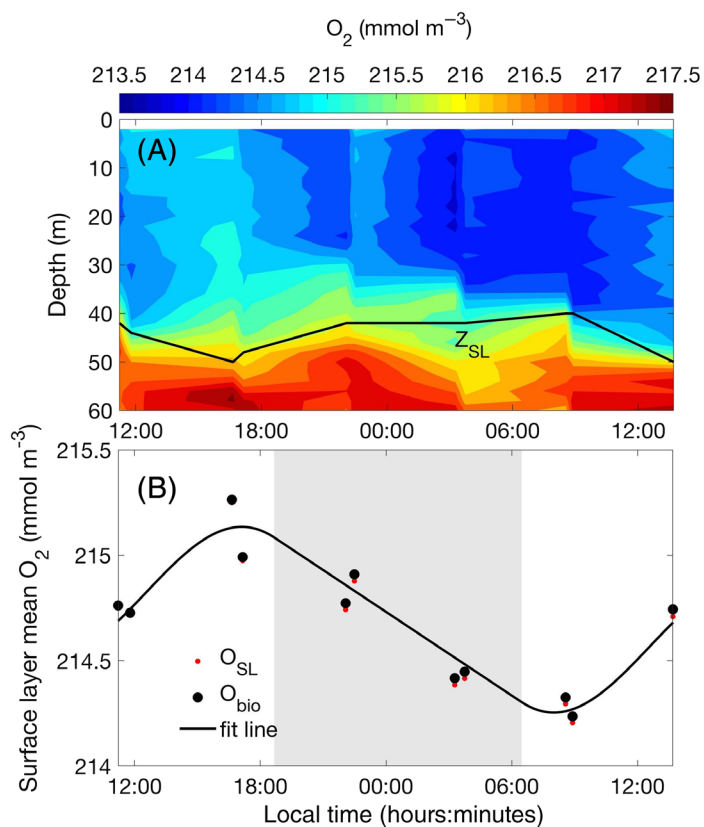 O₂ (mmol m⁻³)
213.5 214 214.5 215 215.5 216 216.5 217 217.5
(A)
Depth (m)
0
10
20
30
40
50
60
Z_SL
12:00 18:00 00:00 06:00 12:00
(B)
Surface layer mean O₂ (mmol m⁻³)
215.5
215
214.5
214
O_SL
O_bio
fit line
12:00 18:00 00:00 06:00 12:00
Local time (hours:minutes)